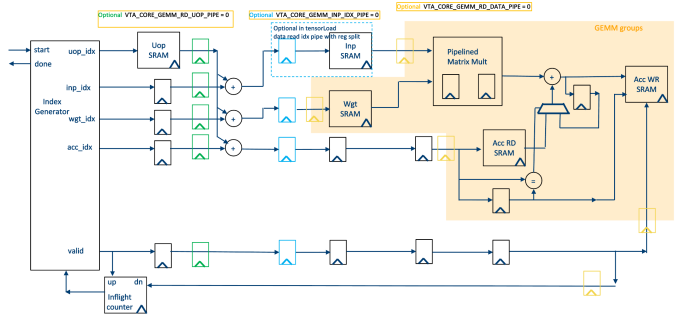 Optional VTA_CORE_GEMM_RD_UOP_PIPE = 0
Optional VTA_CORE_GEMM_INP_IDX_PIPE = 0
Optional VTA_CORE_GEMM_RD_DATA_PIPE = 0
Optional in tensorLoad
data read idx pipe with reg split
GEMM groups
start
done
Index
Generator
uop_idx
inp_idx
wgt_idx
acc_idx
valid
Uop
SRAM
Inp
SRAM
Wgt
SRAM
Pipelined
Matrix Mult
Acc RD
SRAM
Acc WR
SRAM
+
+
+
+
=
up dn
Inflight
counter